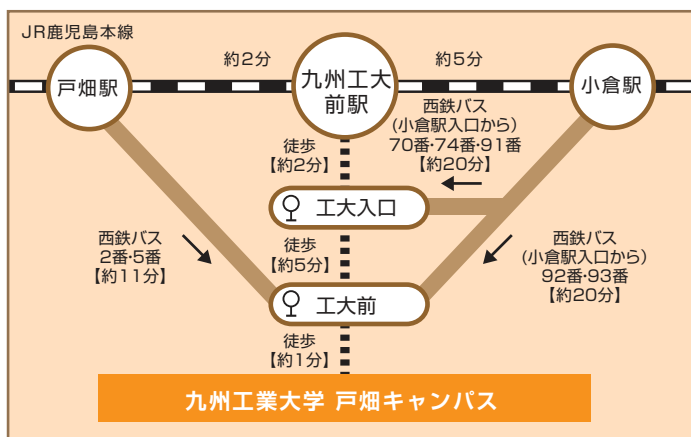 JR鹿児島本線
約2分
約5分
戸畑駅
九州工大
前駅
小倉駅
西鉄バス
(小倉駅入口から)
70番・74番・91番
【約20分】
徒歩
【約2分】
工大入口
西鉄バス
2番・5番
【約11分】
徒歩
【約5分】
西鉄バス
(小倉駅入口から)
92番・93番
【約20分】
工大前
徒歩
【約1分】
九州工業大学 戸畑キャンパス